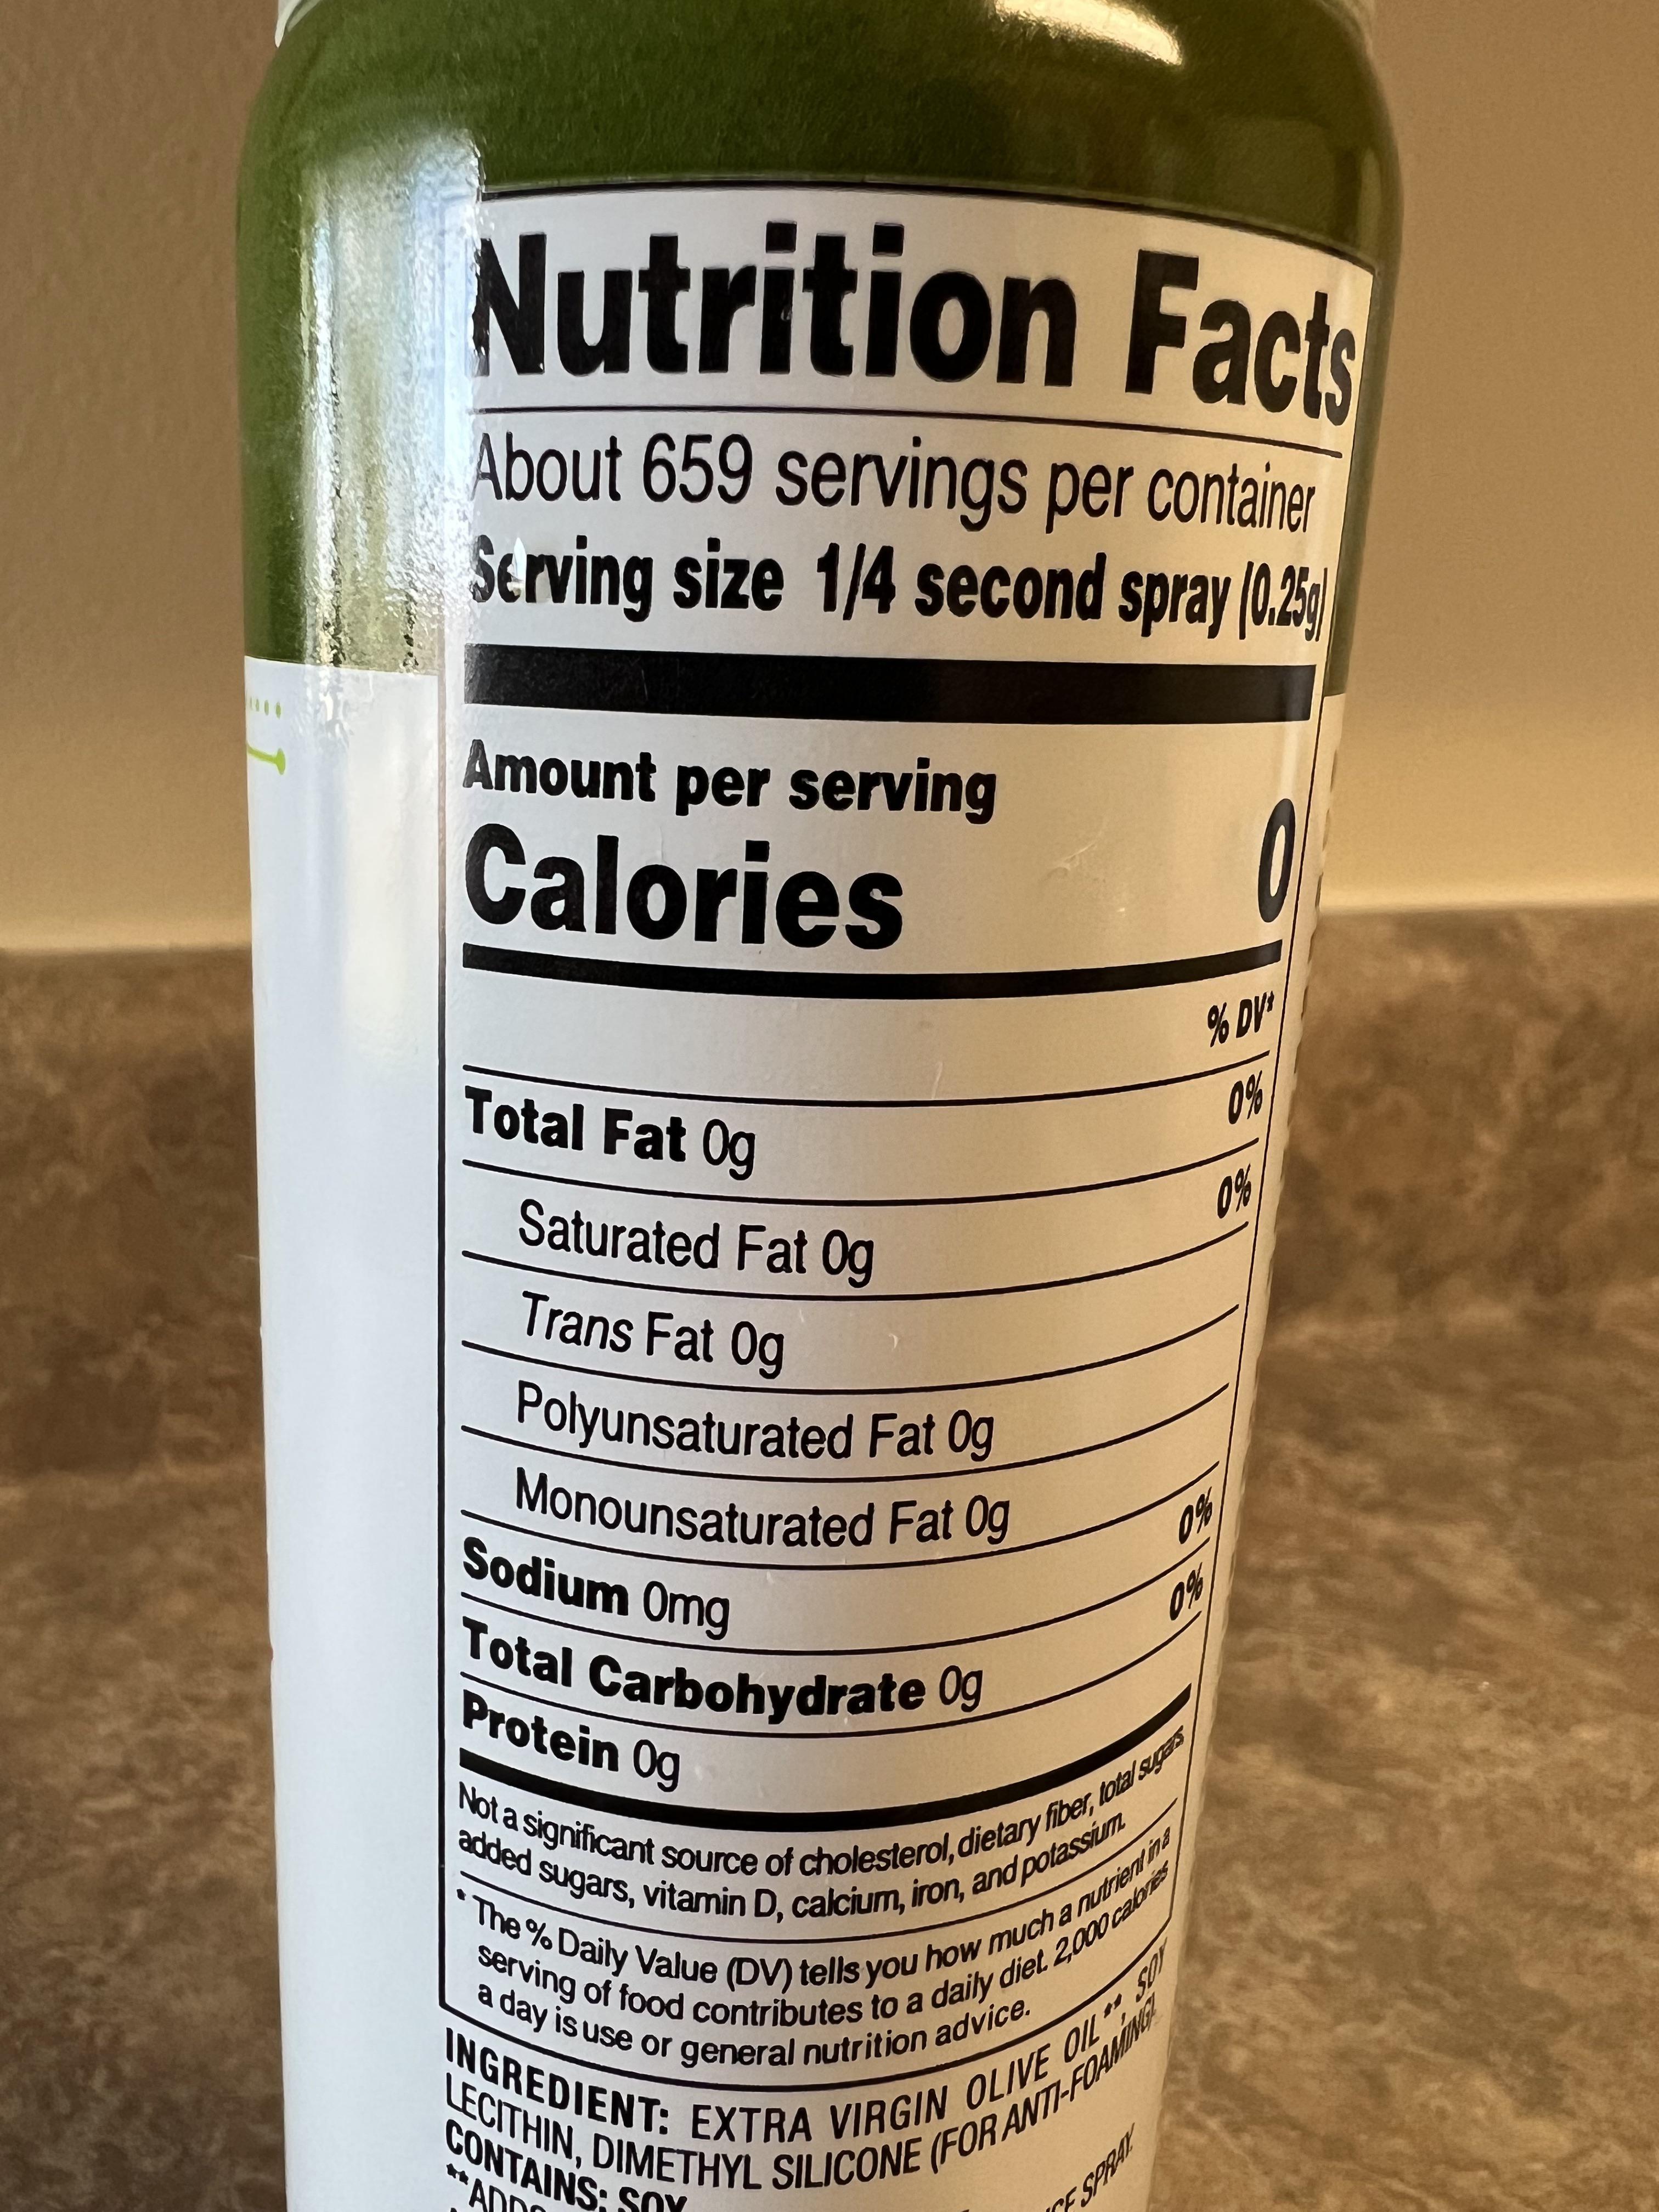 Nutrition Facts
About 659 servings per container
Serving size 1/4 second spray (0.25g)
Amount per serving
Calories 0
% DV*
Total Fat 0g 0%
Saturated Fat 0g 0%
Trans Fat 0g
Polyunsaturated Fat 0g
Monounsaturated Fat 0g
Sodium 0mg 0%
Total Carbohydrate 0g 0%
Protein 0g
Not a significant source of cholesterol, dietary fiber, total sugars,
added sugars, vitamin D, calcium, iron, and potassium.
* The % Daily Value (DV) tells you how much a nutrient in a
serving of food contributes to a daily diet. 2,000 calories
a day is use or general nutrition advice.
INGREDIENT: EXTRA VIRGIN OLIVE OIL**, SOY
LECITHIN, DIMETHYL SILICONE (FOR ANTI-FOAMING).
CONTAINS: SOY
SPRAY.